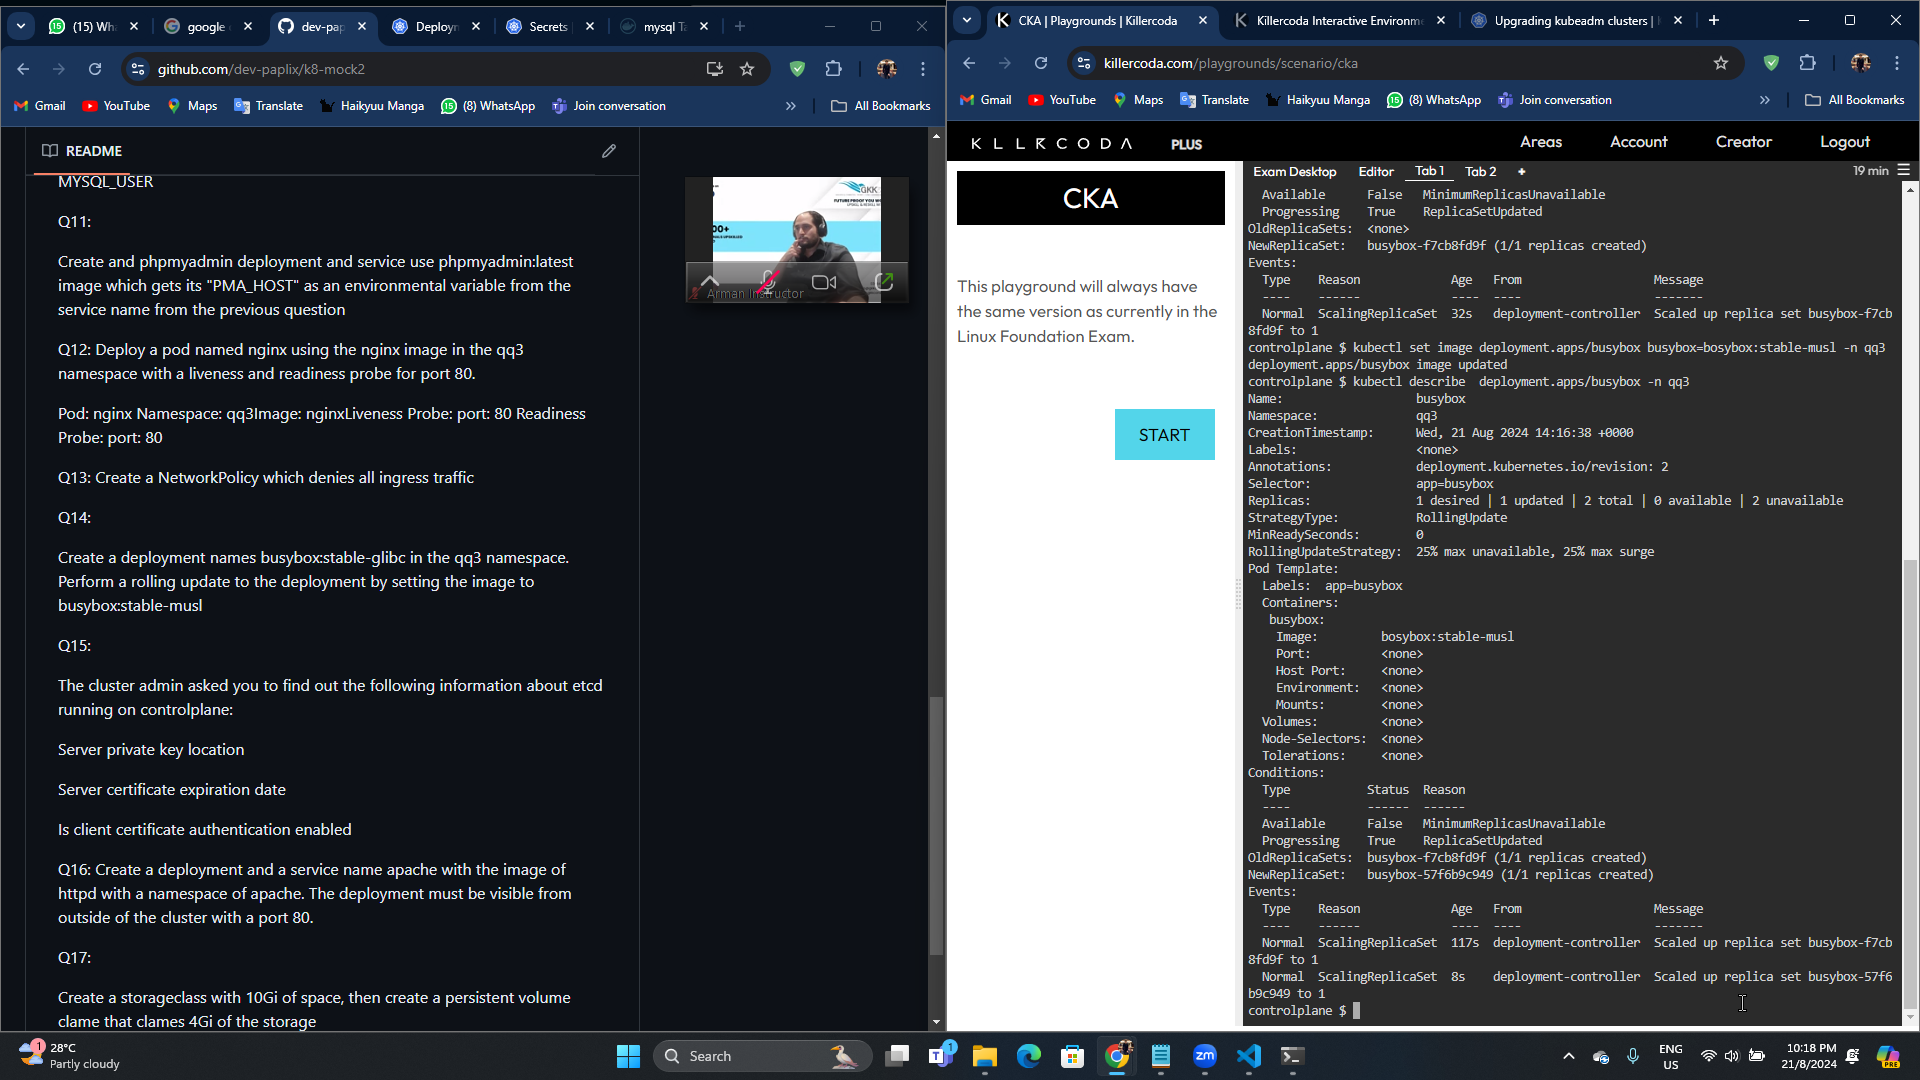 (15) Wh
google
dev-pap
Deploym
Secrets
mysql Ta
github.com/dev-paplix/k8-mock2
Gmail
YouTube
Maps
Translate
Haikyuu Manga
(8) WhatsApp
Join conversation
All Bookmarks
README
MYSQL_USER
Q11:
Create and phpmyadmin deployment and service use phpmyadmin:latest
image which gets its "PMA_HOST" as an environmental variable from the
service name from the previous question
Q12: Deploy a pod named nginx using the nginx image in the qq3
namespace with a liveness and readiness probe for port 80.
Pod: nginx Namespace: qq3Image: nginxLiveness Probe: port: 80 Readiness
Probe: port: 80
Q13: Create a NetworkPolicy which denies all ingress traffic
Q14:
Create a deployment names busybox:stable-glibc in the qq3 namespace.
Perform a rolling update to the deployment by setting the image to
busybox:stable-musl
Q15:
The cluster admin asked you to find out the following information about etcd
running on controlplane:
Server private key location
Server certificate expiration date
Is client certificate authentication enabled
Q16: Create a deployment and a service name apache with the image of
httpd with a namespace of apache. The deployment must be visible from
outside of the cluster with a port 80.
Q17:
Create a storageclass with 10Gi of space, then create a persistent volume
clame that clames 4Gi of the storage
GKK
00+
Arman Instructor
CKA | Playgrounds | Killercoda
Killercoda Interactive Environm
Upgrading kubeadm clusters |
killercoda.com/playgrounds/scenario/cka
Gmail
YouTube
Maps
Translate
Haikyuu Manga
(8) WhatsApp
Join conversation
All Bookmarks
KLLRCODA
PLUS
Areas
Account
Creator
Logout
CKA
This playground will always have
the same version as currently in the
Linux Foundation Exam.
START
Exam Desktop Editor Tab 1 Tab 2 + 19 min
Available False MinimumReplicasUnavailable
Progressing True ReplicaSetUpdated
OldReplicaSets: <none>
NewReplicaSet: busybox-f7cb8fd9f (1/1 replicas created)
Events:
Type Reason Age From Message
---- ------ ---- ---- -------
Normal ScalingReplicaSet 32s deployment-controller Scaled up replica set busybox-f7cb
8fd9f to 1
controlplane $ kubectl set image deployment.apps/busybox busybox=bosybox:stable-musl -n qq3
deployment.apps/busybox image updated
controlplane $ kubectl describe  deployment.apps/busybox -n qq3
Name: busybox
Namespace: qq3
CreationTimestamp: Wed, 21 Aug 2024 14:16:38 +0000
Labels: <none>
Annotations: deployment.kubernetes.io/revision: 2
Selector: app=busybox
Replicas: 1 desired | 1 updated | 2 total | 0 available | 2 unavailable
StrategyType: RollingUpdate
MinReadySeconds: 0
RollingUpdateStrategy: 25% max unavailable, 25% max surge
Pod Template:
Labels: app=busybox
Containers:
busybox:
Image: bosybox:stable-musl
Port: <none>
Host Port: <none>
Environment: <none>
Mounts: <none>
Volumes: <none>
Node-Selectors: <none>
Tolerations: <none>
Conditions:
Type Status Reason
---- ------ ------
Available False MinimumReplicasUnavailable
Progressing True ReplicaSetUpdated
OldReplicaSets: busybox-f7cb8fd9f (1/1 replicas created)
NewReplicaSet: busybox-57f6b9c949 (1/1 replicas created)
Events:
Type Reason Age From Message
---- ------ ---- ---- -------
Normal ScalingReplicaSet 117s deployment-controller Scaled up replica set busybox-f7cb
8fd9f to 1
Normal ScalingReplicaSet 8s deployment-controller Scaled up replica set busybox-57f6
b9c949 to 1
controlplane $
1
28°C
Partly cloudy
Search
1
zm
ENG
US
10:18 PM
21/8/2024
PRE